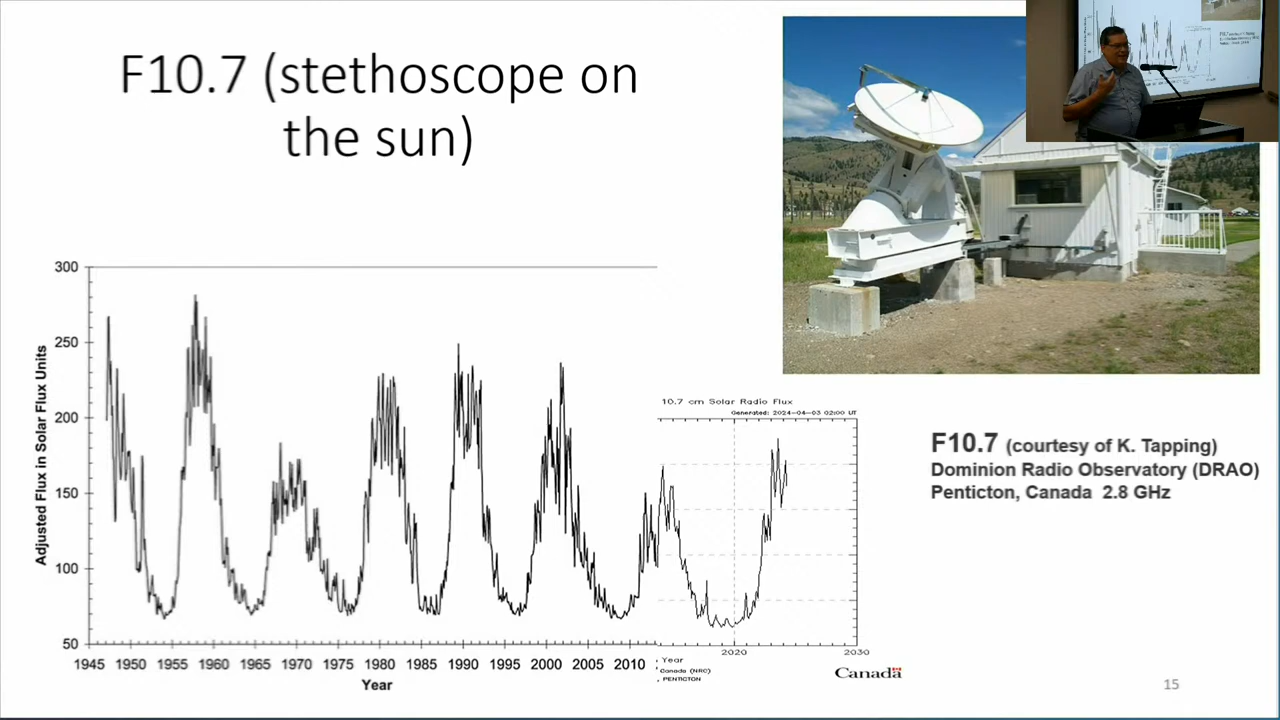 F10.7 (stethoscope on
the sun)
300
250
200
150
100
50
Adjusted Flux in Solar Flux Units
1945 1950 1955 1960 1965 1970 1975 1980 1985 1990 1995 2000 2005 2010
Year
10.7 cm Solar Radio Flux
Generated: 2024-04-03 02:00 UT
2020 2030
Year
Canada (NRC)
, PENTICTON
Canada
F10.7 (courtesy of K. Tapping)
Dominion Radio Observatory (DRAO)
Penticton, Canada 2.8 GHz
15